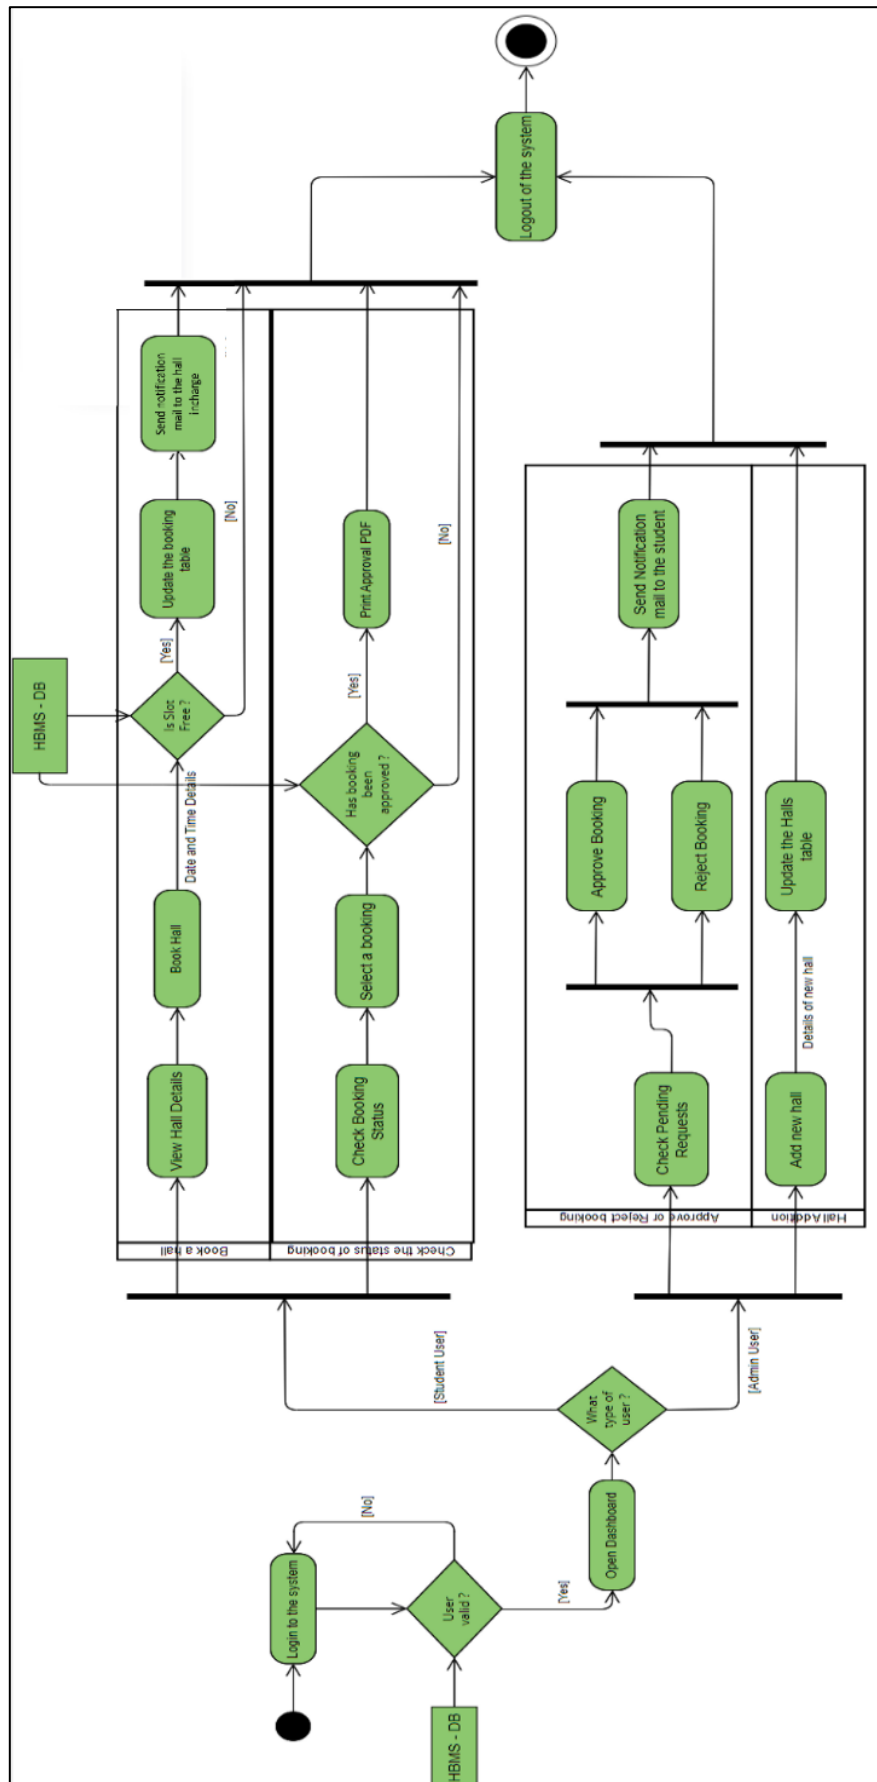 HBMS - DB
Login to the system
User
valid ?
[No]
[Yes]
Open Dashboard
What
type of
user ?
[Student User]
[Admin User]
Book a hall
View Hall Details
Book Hall
Date and Time Details
HBMS - DB
Is Slot
Free ?
[Yes]
[No]
Update the booking
table
Send notification
mail to the hall
incharge
Check the status of booking
Check Booking
Status
Select a booking
Has booking
been
approved ?
[Yes]
[No]
Print Approval PDF
Approve or Reject booking
Check Pending
Requests
Approve Booking
Reject Booking
Send Notification
mail to the student
Hall Addtion
Add new hall
Details of new hall
Update the Halls
table
Logout of the system